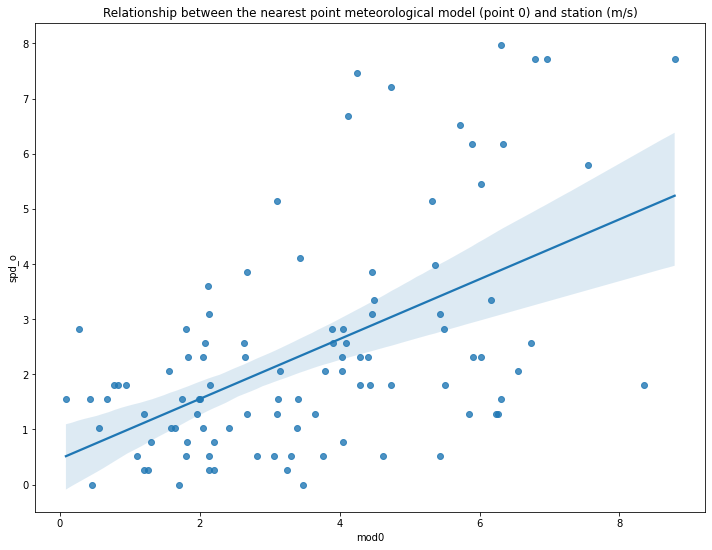 Relationship between the nearest point meteorological model (point 0) and station (m/s)
8
7
6
5
4
3
2
1
0
spd_o
0 2 4 6 8
mod0